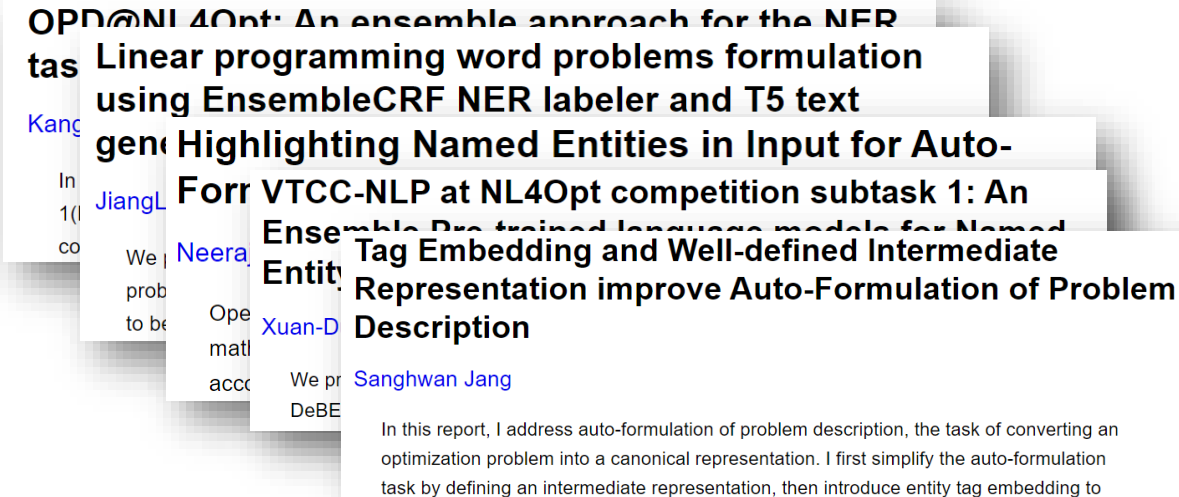 OPD@NL4Opt: An ensemble approach for the NER
tas
Kang
In
1(
co
Linear programming word problems formulation
using EnsembleCRF NER labeler and T5 text
gene
JiangL
We
prob
to be
Highlighting Named Entities in Input for Auto-
Forr
Neeraj
Ope
mat
acco
VTCC-NLP at NL4Opt competition subtask 1: An
Ensemble Pre-trained language models for Named
Entity
Xuan-D
We pr
DeBE
Tag Embedding and Well-defined Intermediate
Representation improve Auto-Formulation of Problem
Description
Sanghwan Jang
In this report, I address auto-formulation of problem description, the task of converting an
optimization problem into a canonical representation. I first simplify the auto-formulation
task by defining an intermediate representation, then introduce entity tag embedding to